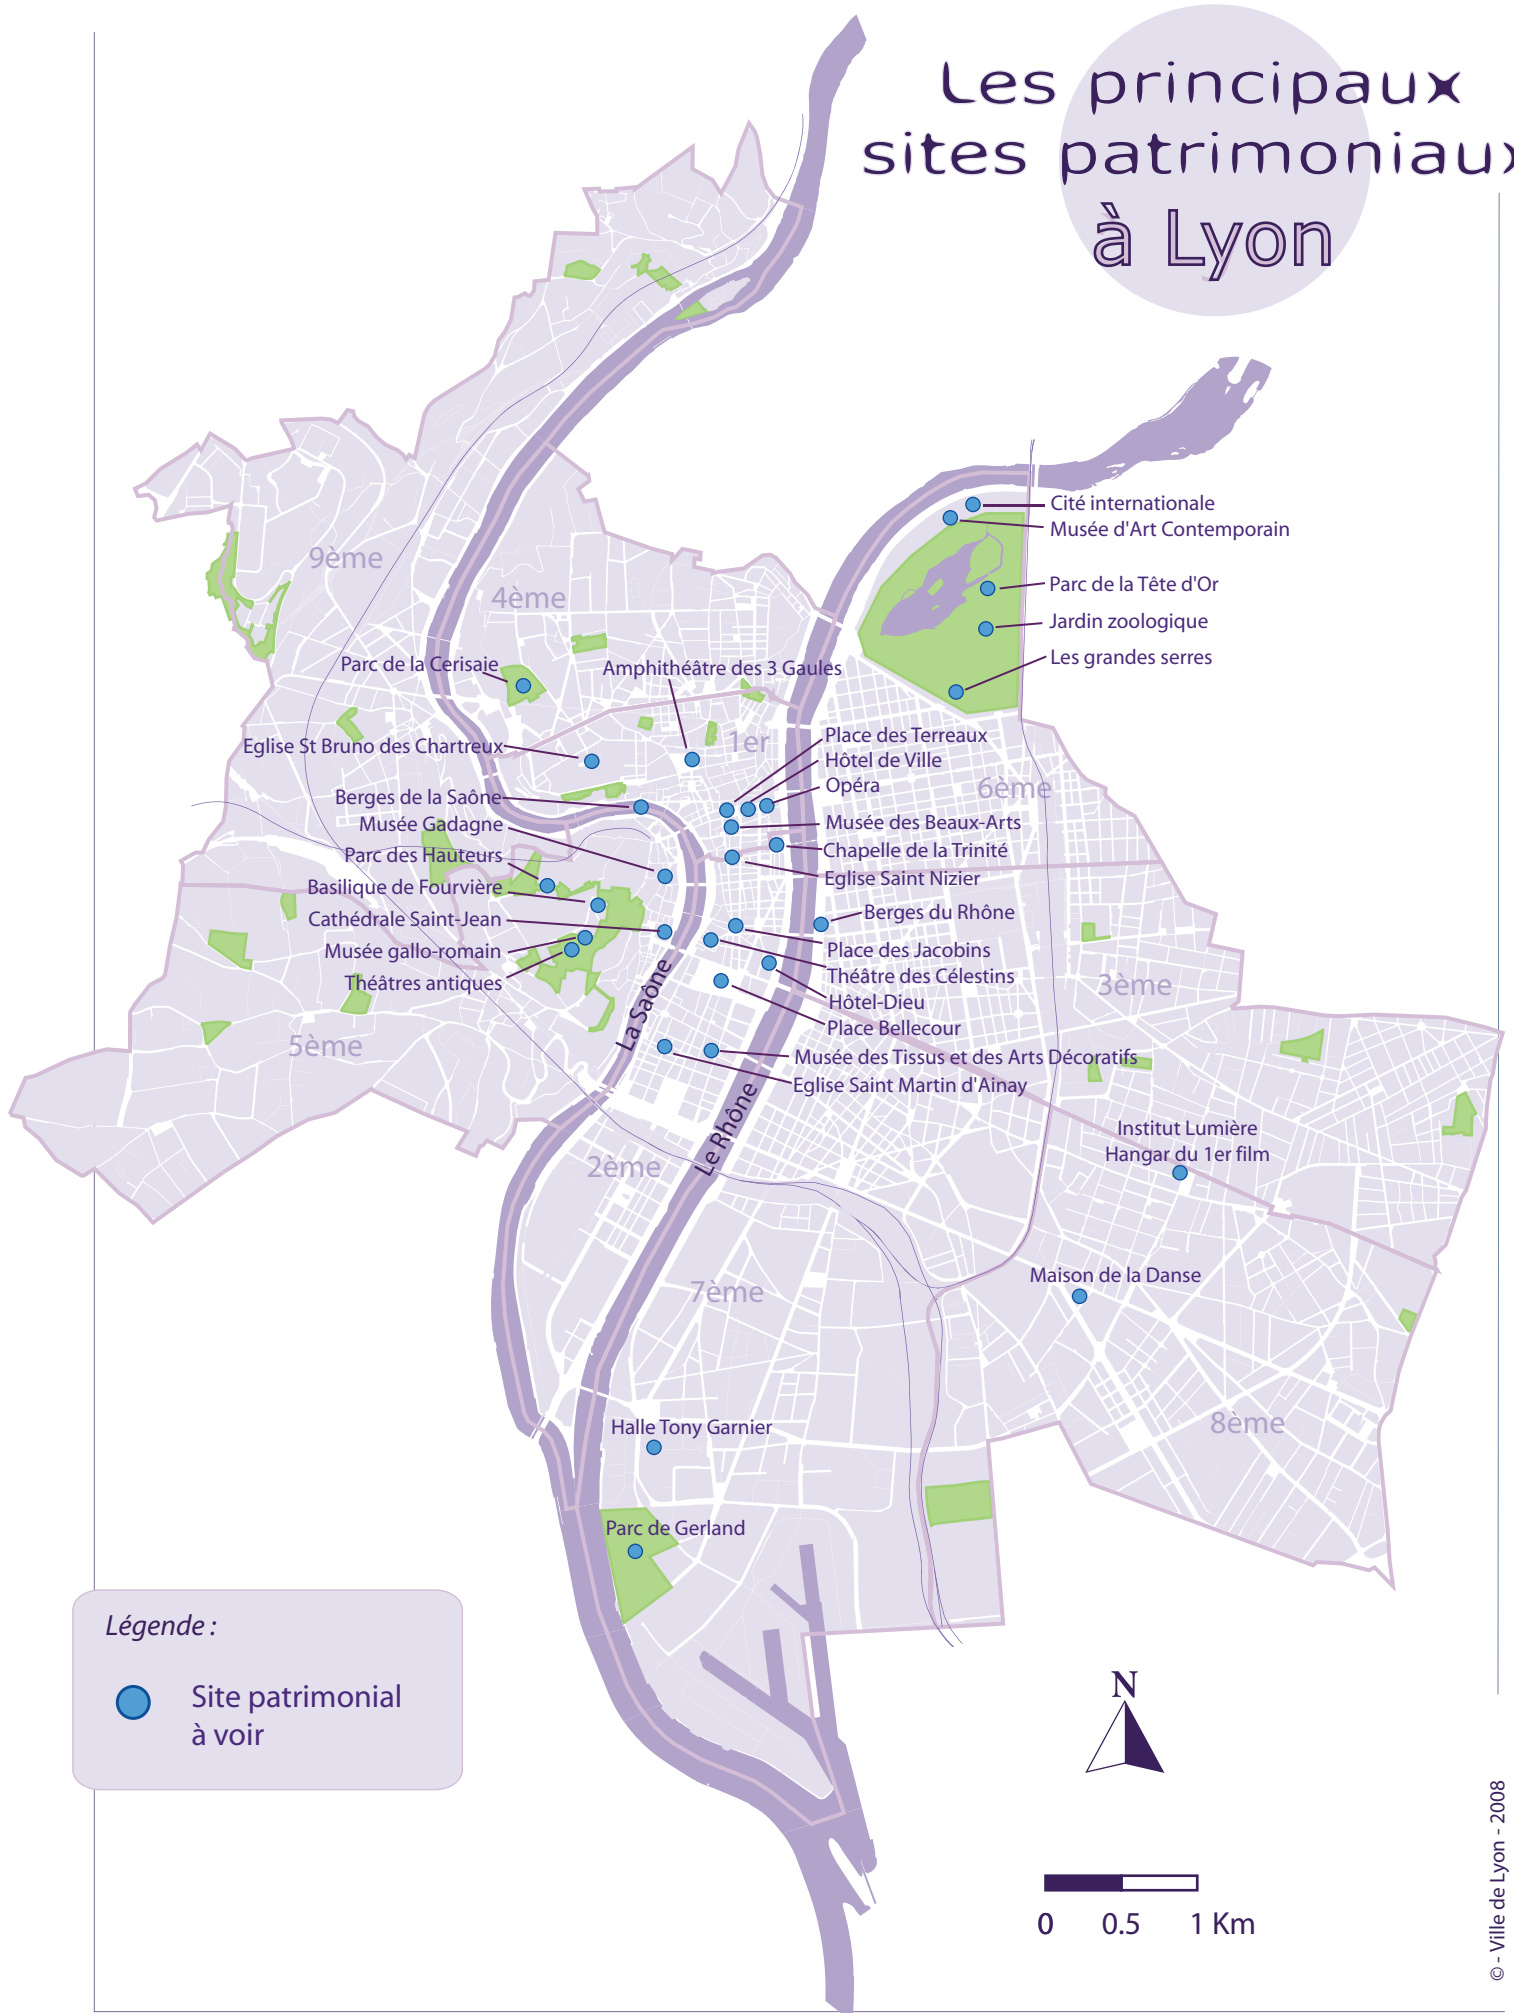 Les principaux
sites patrimoniaux
à Lyon
Cité internationale
Musée d'Art Contemporain
9ème
Parc de la Tête d'Or
4ème
Jardin zoologique
Les grandes serres
Parc de la Cerisaie
Amphithéâtre des 3 Gaules
1er
Place des Terreaux
Eglise St Bruno des Chartreux
Hôtel de Ville
Opéra
6ème
Berges de la Saône
Musée Gadagne
Musée des Beaux-Arts
Chapelle de la Trinité
Parc des Hauteurs
Eglise Saint Nizier
Basilique de Fourvière
Cathédrale Saint-Jean
Berges du Rhône
Musée gallo-romain
Place des Jacobins
Théâtres antiques
Théâtre des Célestins
3ème
Hôtel-Dieu
La Saône
Place Bellecour
5ème
Musée des Tissus et des Arts Décoratifs
Eglise Saint Martin d'Ainay
Le Rhône
Institut Lumière
Hangar du 1er film
2ème
Maison de la Danse
7ème
Halle Tony Garnier
8ème
Parc de Gerland
Légende :
Site patrimonial
à voir
N
0 0.5 1 Km
© - Ville de Lyon - 2008